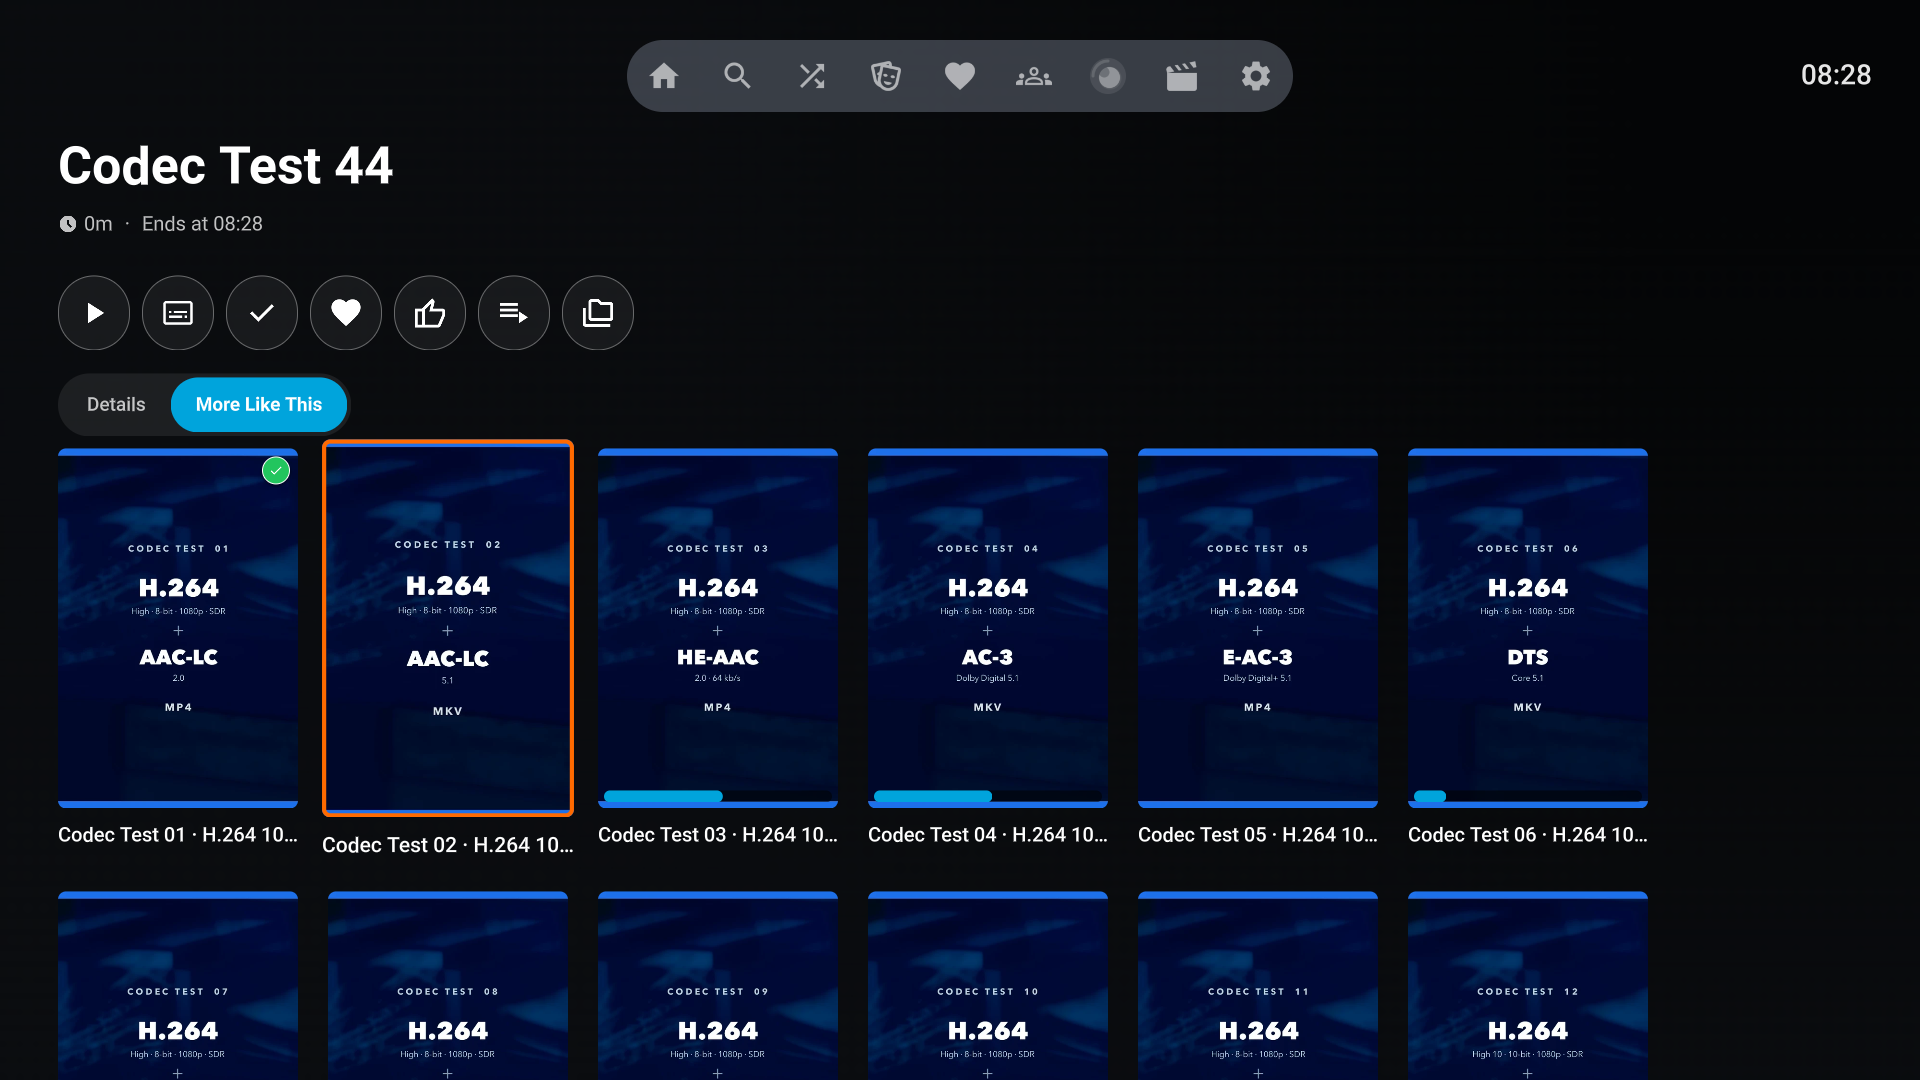 08:28
Codec Test 44
0m · Ends at 08:28
Details
More Like This
CODEC TEST 01
H.264
High · 8-bit · 1080p · SDR
+
AAC-LC
2.0
MP4
Codec Test 01 · H.264 10...
CODEC TEST 02
H.264
High · 8-bit · 1080p · SDR
+
AAC-LC
5.1
MKV
Codec Test 02 · H.264 10...
CODEC TEST 03
H.264
High · 8-bit · 1080p · SDR
+
HE-AAC
2.0 · 64 kb/s
MP4
Codec Test 03 · H.264 10...
CODEC TEST 04
H.264
High · 8-bit · 1080p · SDR
+
AC-3
Dolby Digital 5.1
MKV
Codec Test 04 · H.264 10...
CODEC TEST 05
H.264
High · 8-bit · 1080p · SDR
+
E-AC-3
Dolby Digital+ 5.1
MP4
Codec Test 05 · H.264 10...
CODEC TEST 06
H.264
High · 8-bit · 1080p · SDR
+
DTS
Core 5.1
MKV
Codec Test 06 · H.264 10...
CODEC TEST 07
H.264
High · 8-bit · 1080p · SDR
+
CODEC TEST 08
H.264
High · 8-bit · 1080p · SDR
+
CODEC TEST 09
H.264
High · 8-bit · 1080p · SDR
+
CODEC TEST 10
H.264
High · 8-bit · 1080p · SDR
+
CODEC TEST 11
H.264
High · 8-bit · 1080p · SDR
+
CODEC TEST 12
H.264
High 10 · 10-bit · 1080p · SDR
+